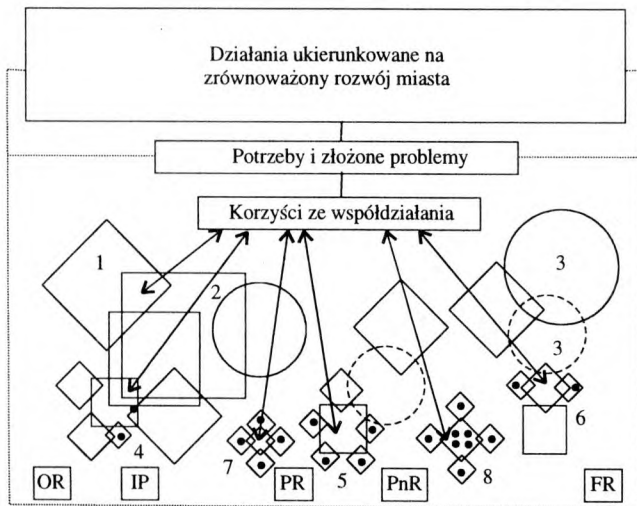 Działania ukierunkowane na
zrównoważony rozwój miasta
Potrzeby i złożone problemy
Korzyści ze współdziałania
1
2
3
3
4
7
5
8
6
OR
IP
PR
PnR
FR